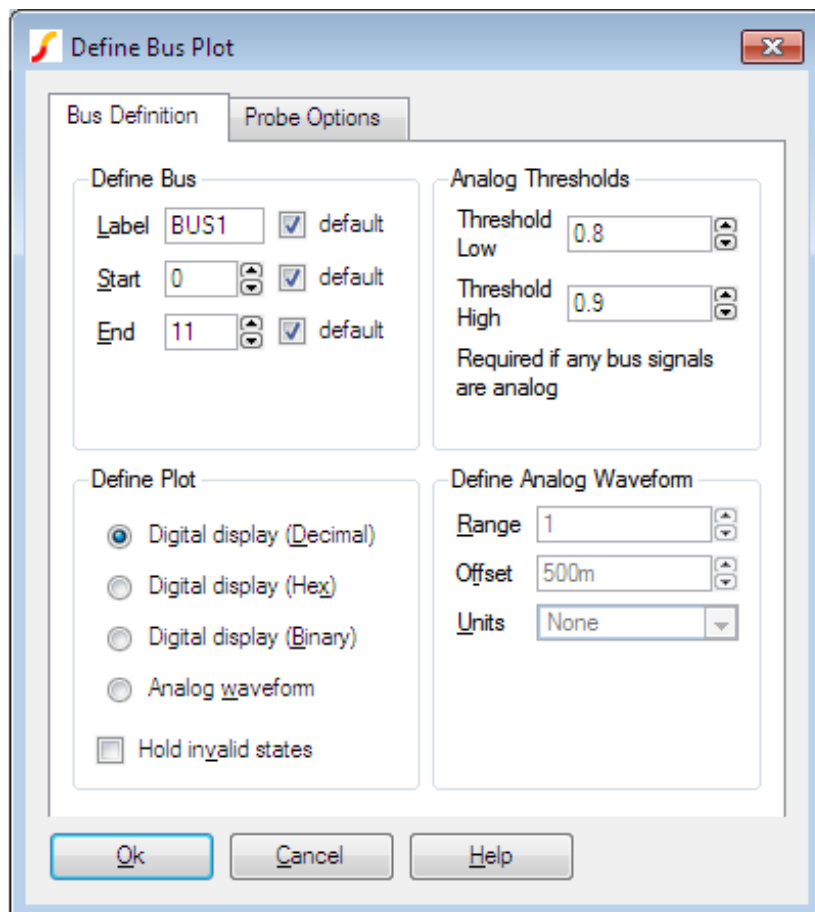 Define Bus Plot
Bus Definition
Probe Options
Define Bus
Label BUS1 default
Start 0 default
End 11 default
Analog Thresholds
Threshold
Low
0.8
Threshold
High
0.9
Required if any bus signals
are analog
Define Plot
Digital display (Decimal)
Digital display (Hex)
Digital display (Binary)
Analog waveform
Hold invalid states
Define Analog Waveform
Range 1
Offset 500m
Units None
Ok
Cancel
Help